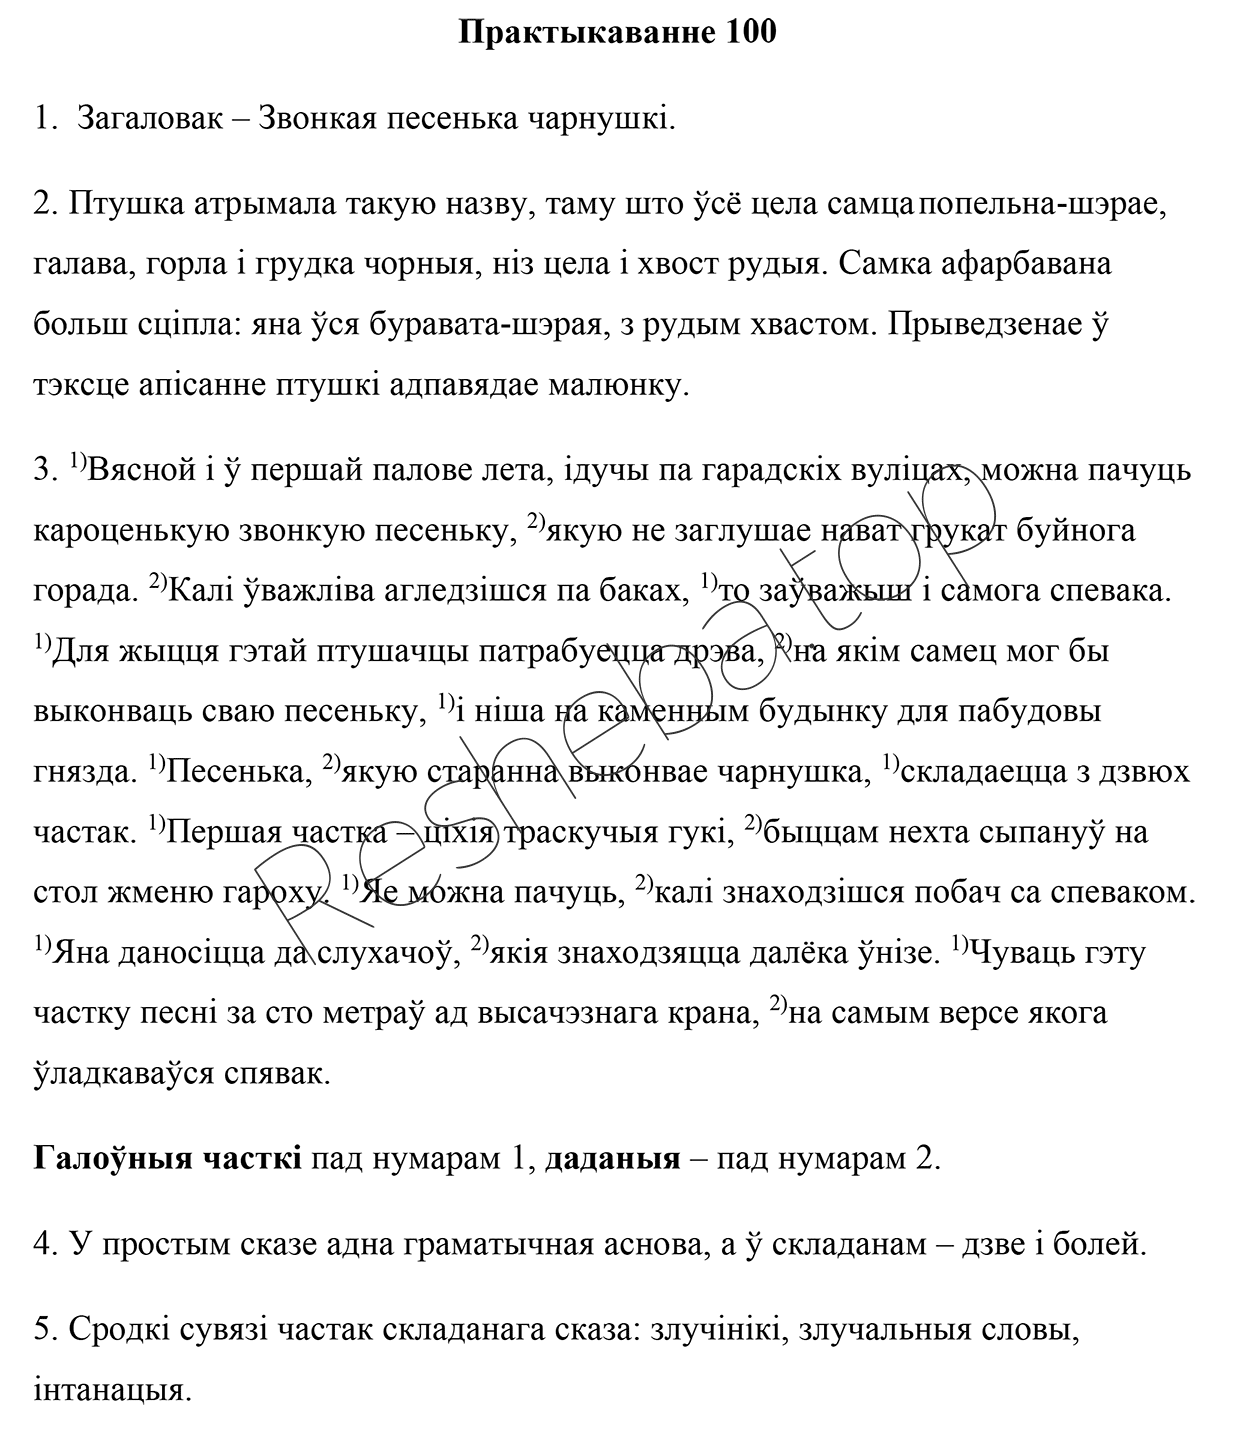 Практыкаванне 100
1. Загаловак – Звонкая песенька чарнушкі.
2. Птушка атрымала такую назву, таму што ўсё цела самца попельна-шэрае,
галава, горла і грудка чорныя, ніз цела і хвост рудыя. Самка афарбавана
больш сціпла: яна ўся буравата-шэрая, з рудым хвастом. Прыведзенае ў
тэксце апісанне птушкі адпавядае малюнку.
3. 1)Вясной і ў першай палове лета, ідучы па гарадскіх вуліцах, можна пачуць
кароценькую звонкую песеньку, 2)якую не заглушае нават грукат буйнога
горада. 2)Калі ўважліва агледзішся па баках, 1)то заўважыш і самога спевака.
1)Для жыцця гэтай птушачцы патрабуецца дрэва, 2)на якім самец мог бы
выконваць сваю песеньку, 1)і ніша на каменным будынку для пабудовы
гнязда. 1)Песенька, 2)якую старанна выконвае чарнушка, 1)складаецца з дзвюх
частак. 1)Першая частка – ціхія траскучыя гукі, 2)быццам нехта сыпануў на
стол жменю гароху. 1)Яе можна пачуць, 2)калі знаходзішся побач са спеваком.
1)Яна даносіцца да слухачоў, 2)якія знаходзяцца далёка ўнізе. 1)Чуваць гэту
частку песні за сто метраў ад высачэзнага крана, 2)на самым версе якога
ўладкаваўся спявак.
Галоўныя часткі пад нумарам 1, даданыя – пад нумарам 2.
4. У простым сказе адна граматычная аснова, а ў складанам – дзве і болей.
5. Сродкі сувязі частак складанага сказа: злучінікі, злучальныя словы,
інтанацыя.
Resheba.top